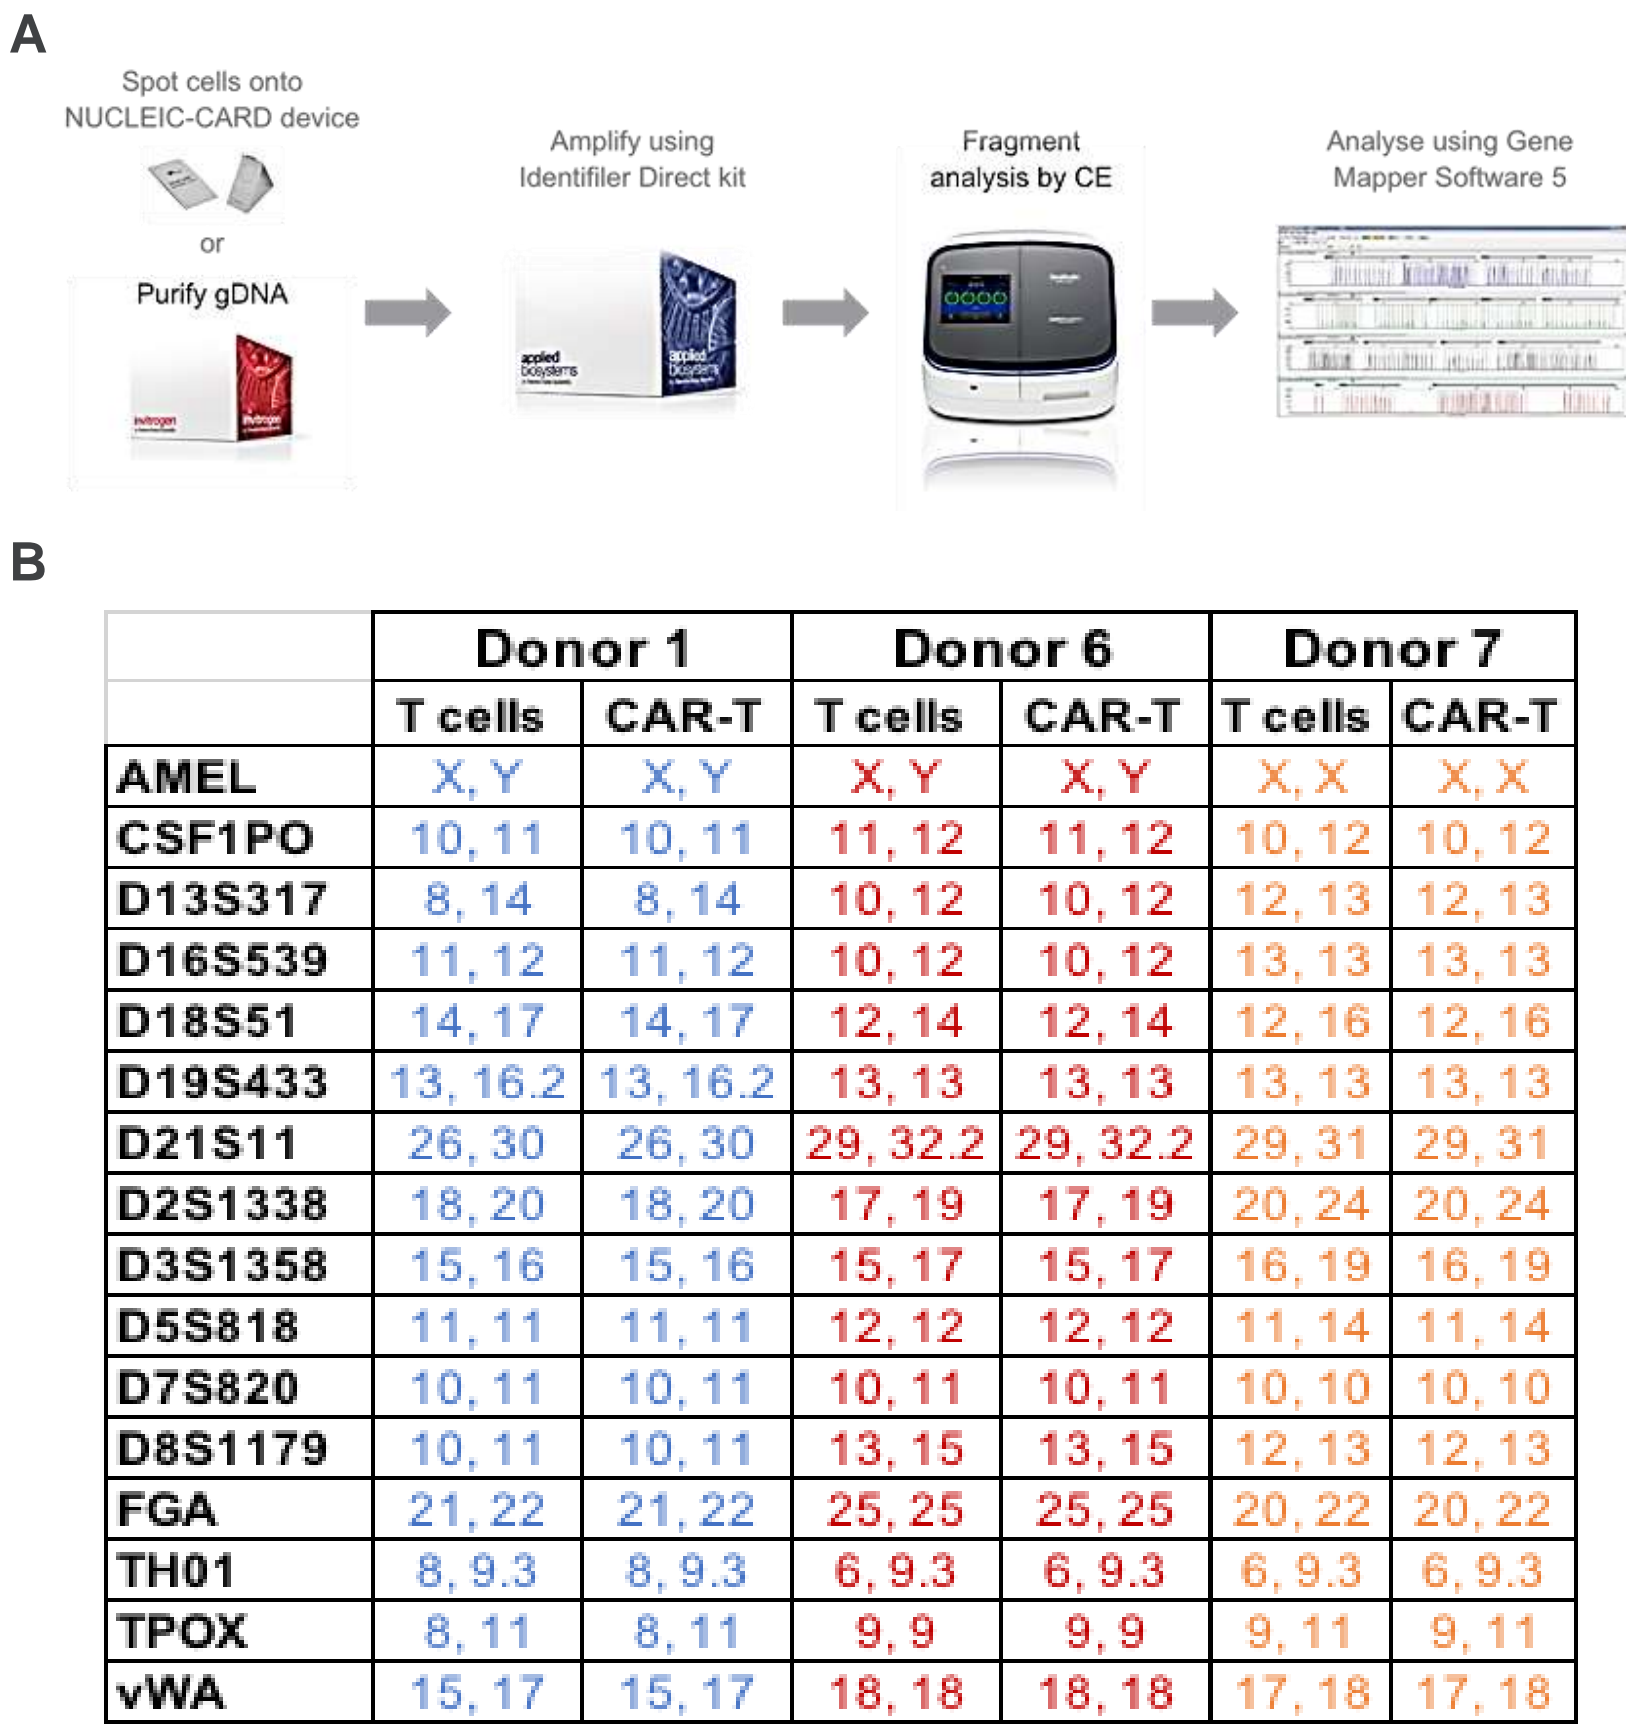 A
Spot cells onto
NUCLEIC-CARD device
or
Purify gDNA
invitrogen
invitrogen
Amplify using
Identifiler Direct kit
applied
biosystems
applied
biosystems
Fragment
analysis by CE
Analyse using Gene
Mapper Software 5
B
Donor 1 Donor 6 Donor 7
T cells CAR-T T cells CAR-T T cells CAR-T
AMEL X, Y X, Y X, Y X, Y X, X X, X
CSF1PO 10, 11 10, 11 11, 12 11, 12 10, 12 10, 12
D13S317 8, 14 8, 14 10, 12 10, 12 12, 13 12, 13
D16S539 11, 12 11, 12 10, 12 10, 12 13, 13 13, 13
D18S51 14, 17 14, 17 12, 14 12, 14 12, 16 12, 16
D19S433 13, 16.2 13, 16.2 13, 13 13, 13 13, 13 13, 13
D21S11 26, 30 26, 30 29, 32.2 29, 32.2 29, 31 29, 31
D2S1338 18, 20 18, 20 17, 19 17, 19 20, 24 20, 24
D3S1358 15, 16 15, 16 15, 17 15, 17 16, 19 16, 19
D5S818 11, 11 11, 11 12, 12 12, 12 11, 14 11, 14
D7S820 10, 11 10, 11 10, 11 10, 11 10, 10 10, 10
D8S1179 10, 11 10, 11 13, 15 13, 15 12, 13 12, 13
FGA 21, 22 21, 22 25, 25 25, 25 20, 22 20, 22
TH01 8, 9.3 8, 9.3 6, 9.3 6, 9.3 6, 9.3 6, 9.3
TPOX 8, 11 8, 11 9, 9 9, 9 9, 11 9, 11
vWA 15, 17 15, 17 18, 18 18, 18 17, 18 17, 18